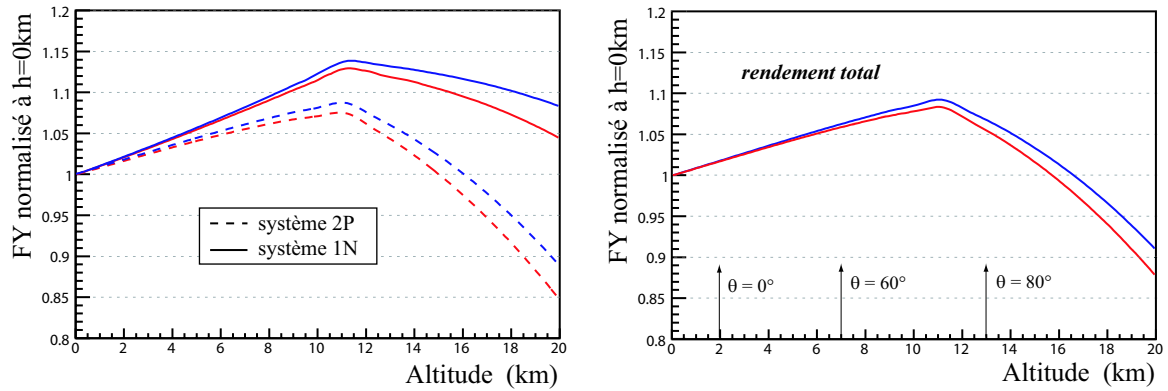 FY normalisé à h=0km
1.2
1.15
1.1
1.05
1
0.95
0.9
0.85
0.8
système 2P
système 1N
0 2 4 6 8 10 12 14 16 18 20
Altitude (km)
FY normalisé à h=0km
1.2
1.15
1.1
1.05
1
0.95
0.9
0.85
0.8
rendement total
θ = 0°
θ = 60°
θ = 80°
0 2 4 6 8 10 12 14 16 18 20
Altitude (km)